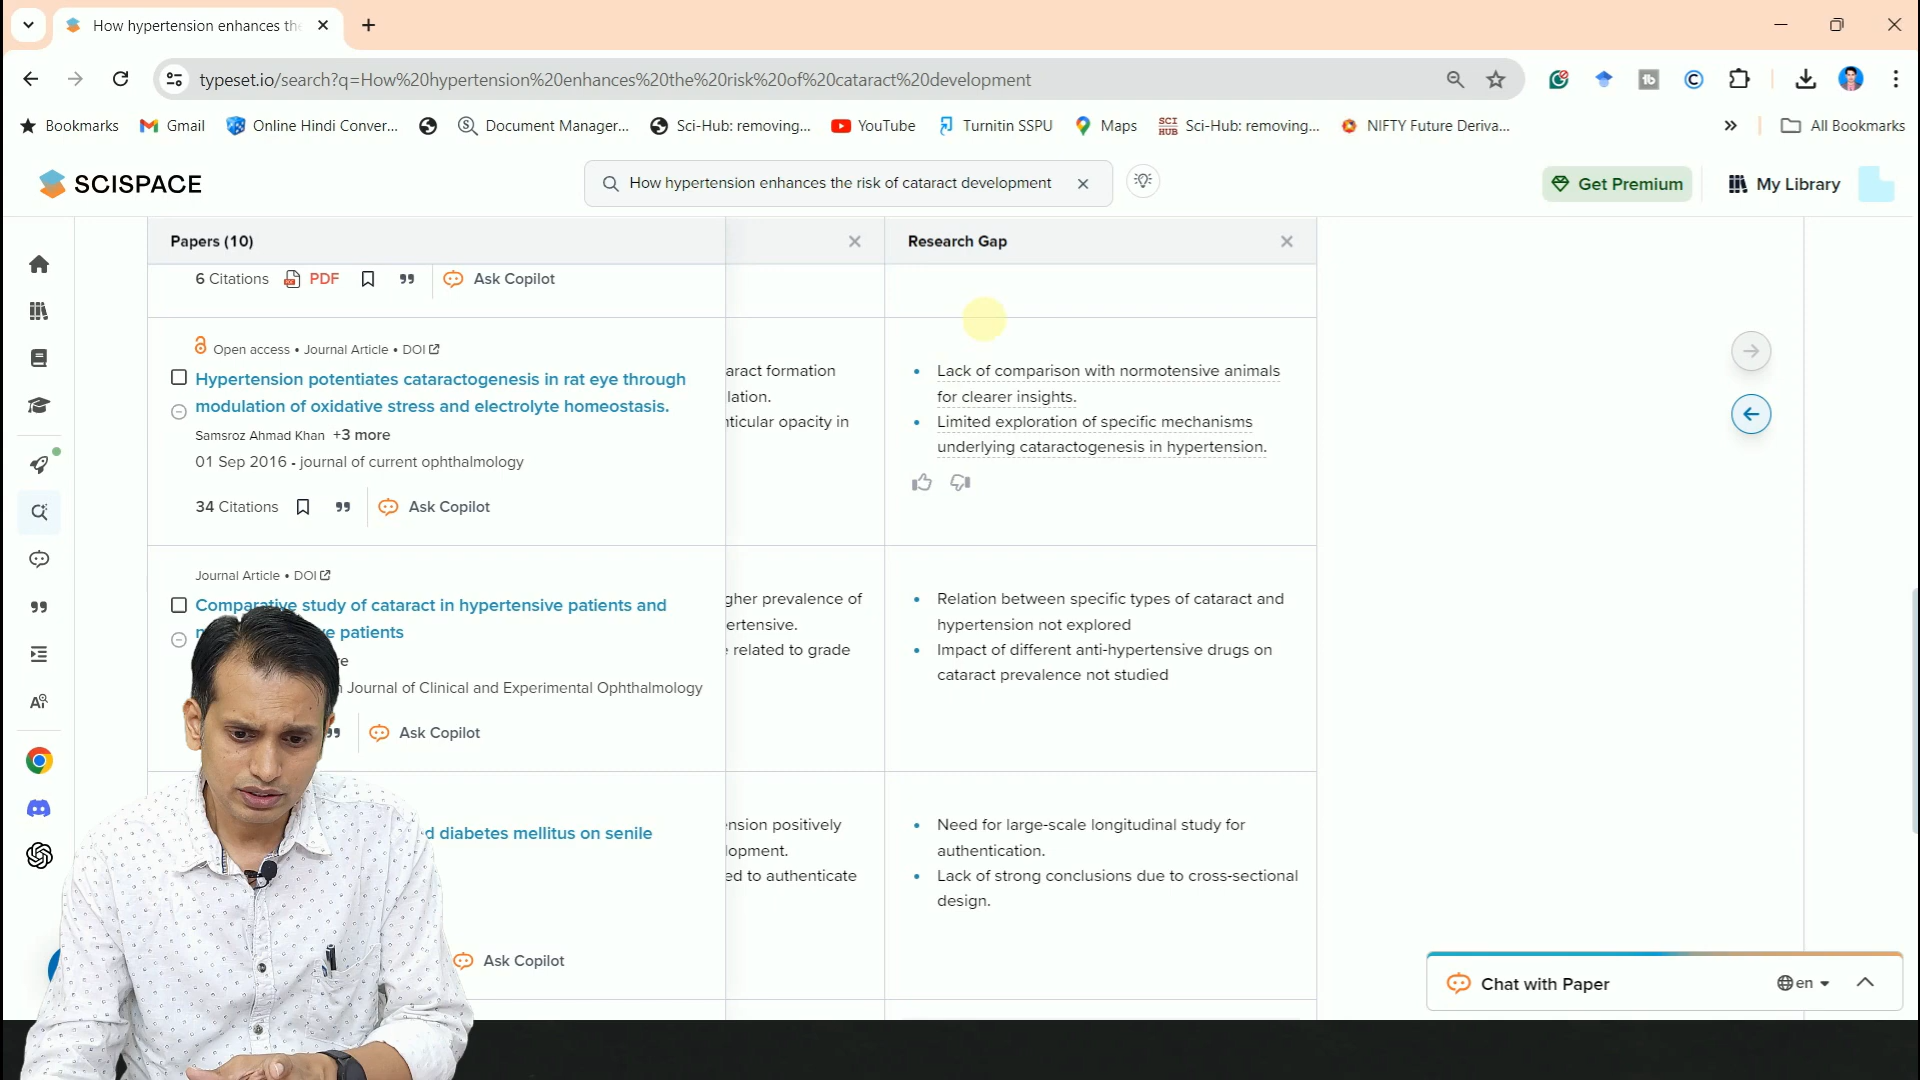 How hypertension enhances th
typeset.io/search?q=How%20hypertension%20enhances%20the%20risk%20of%20cataract%20development
Bookmarks Gmail Online Hindi Conver... Document Manager... Sci-Hub: removing... YouTube Turnitin SSPU Maps SCI HUB Sci-Hub: removing... NIFTY Future Deriva... » All Bookmarks
SCISPACE
How hypertension enhances the risk of cataract development
Get Premium
My Library
Papers (10)
Research Gap
6 Citations PDF Ask Copilot
Open access • Journal Article • DOI
Hypertension potentiates cataractogenesis in rat eye through
modulation of oxidative stress and electrolyte homeostasis.
Samsroz Ahmad Khan +3 more
01 Sep 2016 - journal of current ophthalmology
34 Citations Ask Copilot
aract formation
lation.
ticular opacity in
• Lack of comparison with normotensive animals
for clearer insights.
• Limited exploration of specific mechanisms
underlying cataractogenesis in hypertension.
Journal Article • DOI
Comparative study of cataract in hypertensive patients and
e patients
re
Journal of Clinical and Experimental Ophthalmology
Ask Copilot
gher prevalence of
ertensive.
related to grade
• Relation between specific types of cataract and
hypertension not explored
• Impact of different anti-hypertensive drugs on
cataract prevalence not studied
d diabetes mellitus on senile
Ask Copilot
ension positively
lopment.
ed to authenticate
• Need for large-scale longitudinal study for
authentication.
• Lack of strong conclusions due to cross-sectional
design.
Chat with Paper
en